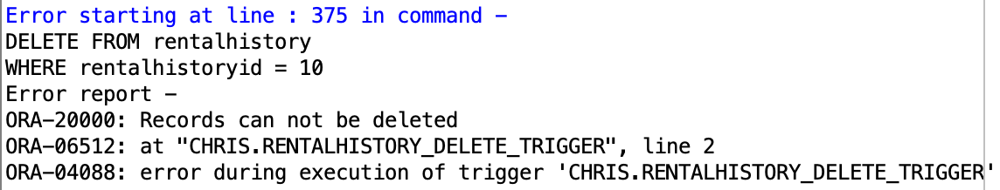 Error starting at line : 375 in command -
DELETE FROM rentalhistory
WHERE rentalhistoryid = 10
Error report -
ORA-20000: Records can not be deleted
ORA-06512: at "CHRIS.RENTALHISTORY_DELETE_TRIGGER", line 2
ORA-04088: error during execution of trigger 'CHRIS.RENTALHISTORY_DELETE_TRIGGER'